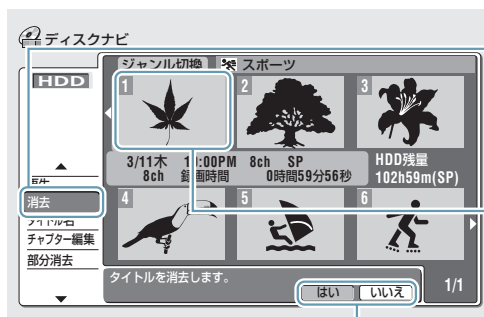 ディスクナビ
ジャンル切換 スポーツ
HDD
1
2
3
3/11木 10:00PM 8ch SP
8ch 録画時間 0時間59分56秒
HDD残量
102h59m(SP)
消去
タイトル名
チャプター編集
部分消去
4
5
6
タイトルを消去します。
はい
いいえ
1/1